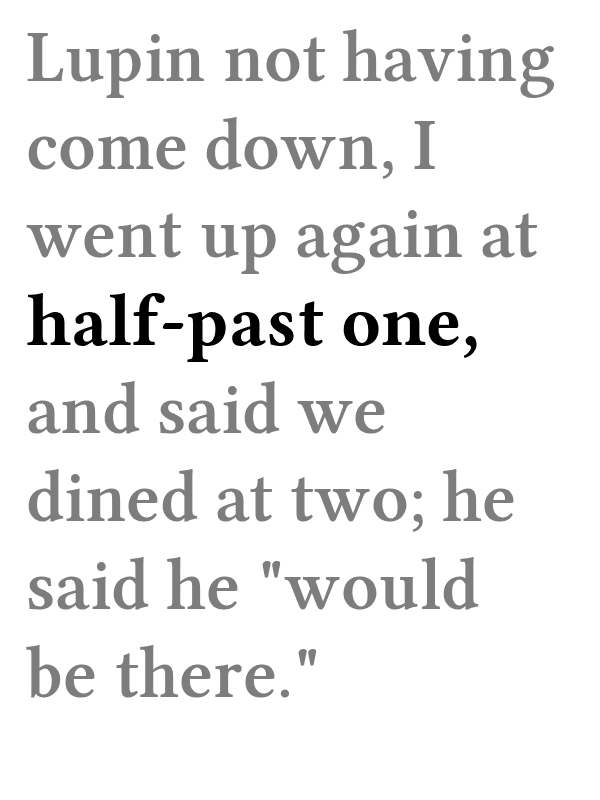 Lupin not having
come down, I
went up again at
half-past one,
and said we
dined at two; he
said he "would
be there."